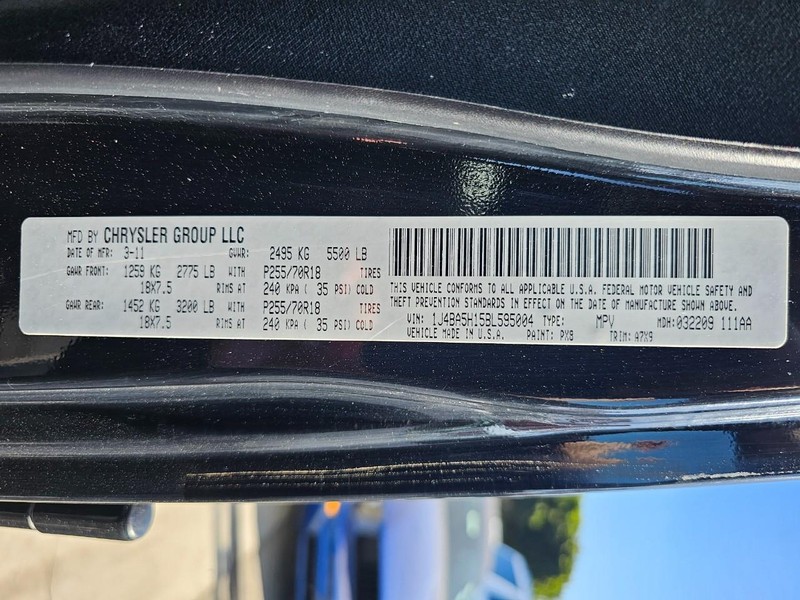 MFD BY CHRYSLER GROUP LLC
DATE OF MFR: 3-11 GVWR: 2495 KG 5500 LB
GAWR FRONT: 1259 KG 2775 LB WITH P255/70R18 TIRES
18X7.5 RIMS AT 240 KPA ( 35 PSI) COLD
GAWR REAR: 1452 KG 3200 LB WITH P255/70R18 TIRES
18X7.5 RIMS AT 240 KPA ( 35 PSI) COLD
THIS VEHICLE CONFORMS TO ALL APPLICABLE U.S.A. FEDERAL MOTOR VEHICLE SAFETY AND
THEFT PREVENTION STANDARDS IN EFFECT ON THE DATE OF MANUFACTURE SHOWN ABOVE.
VIN: 1J4BA5H15BL595004 TYPE: MPV MDH: 032209 111AA
VEHICLE MADE IN U.S.A. PAINT: PX8 TRIM: A7X9